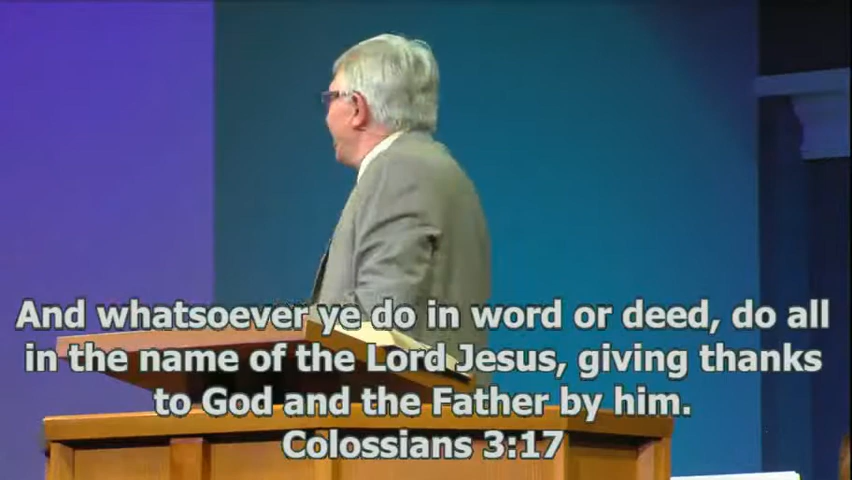 And whatsoever ye do in word or deed, do all
in the name of the Lord Jesus, giving thanks
to God and the Father by him.
Colossians 3:17